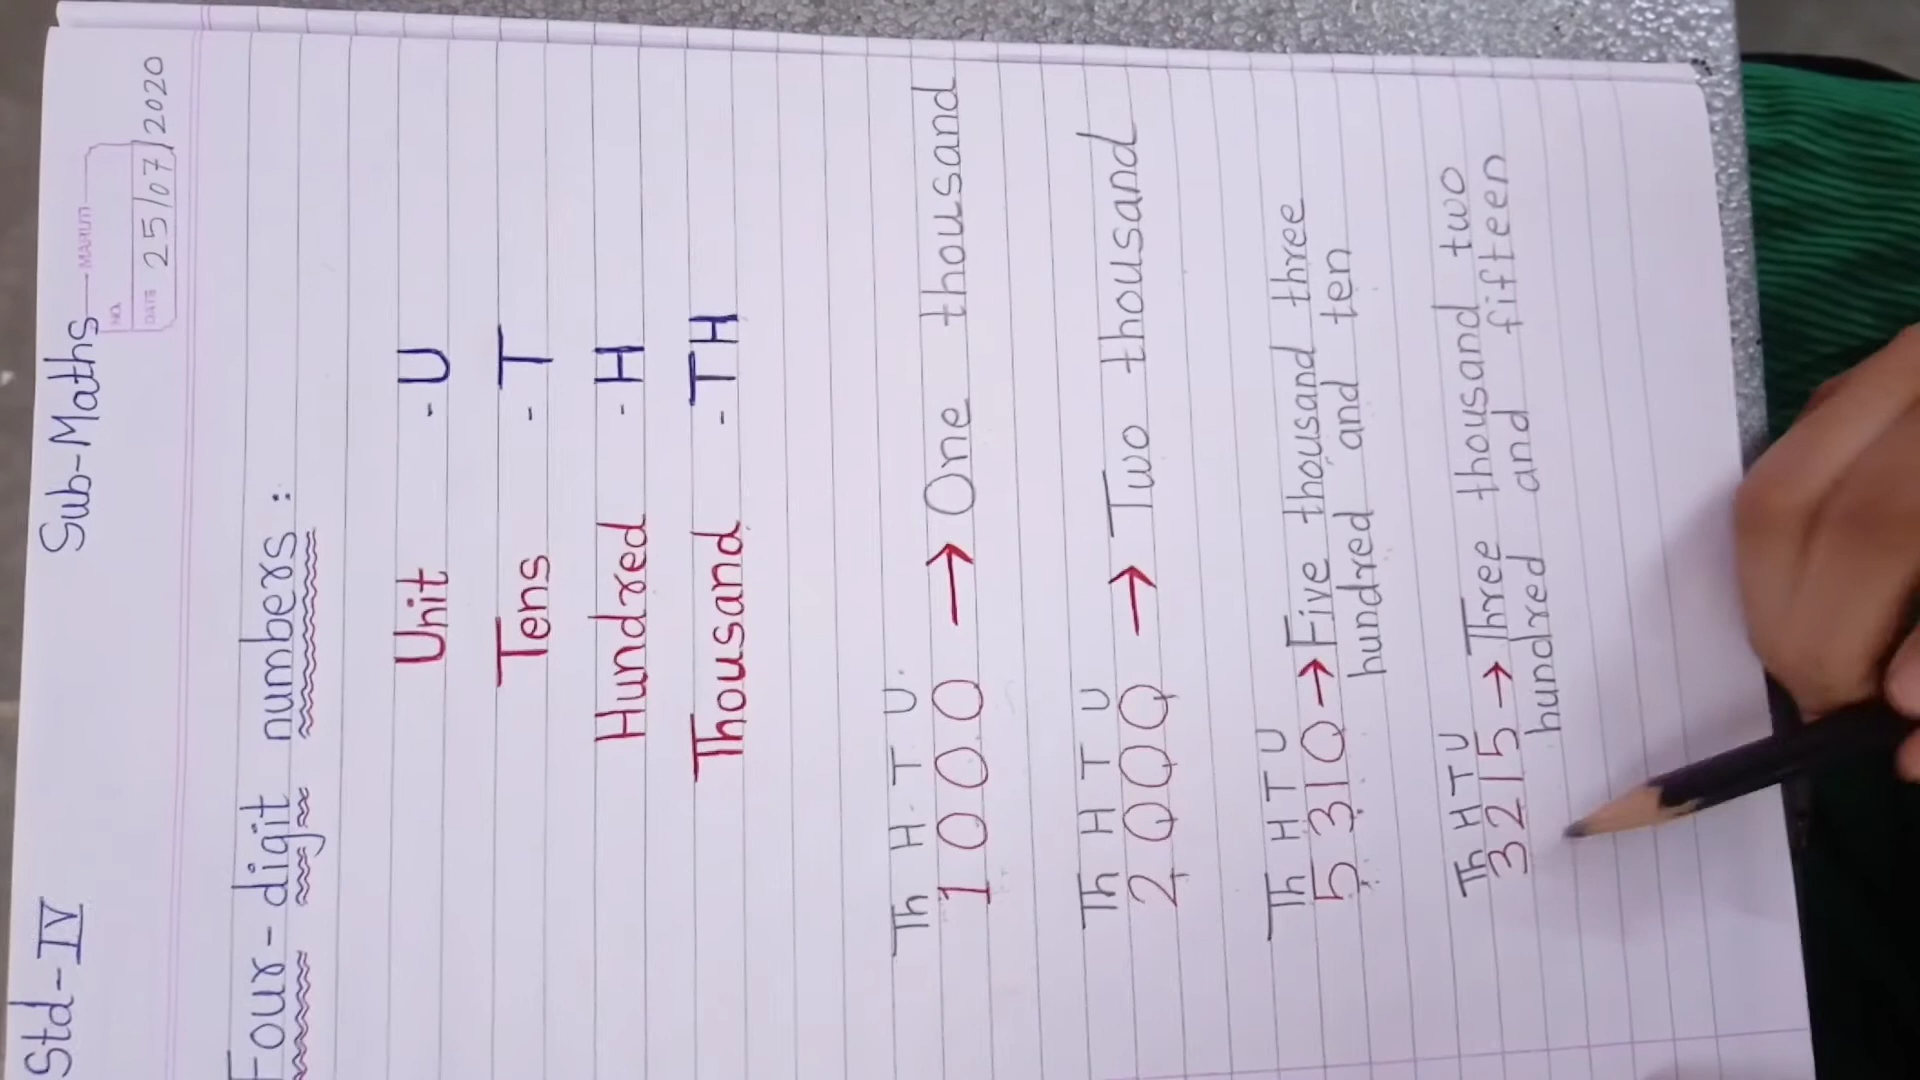 Std-IV Sub-Maths
MARUTI
NO.
DATE 25/07/2020
Four-digit numbers :
Unit - U
Tens - T
Hundred - H
Thousand - TH
Th H T U
1000 → One thousand
Th H T U
2000 → Two thousand
Th H T U
5310 → Five thousand three
hundred and ten
Th H T U
3215 → Three thousand two
hundred and fifteen